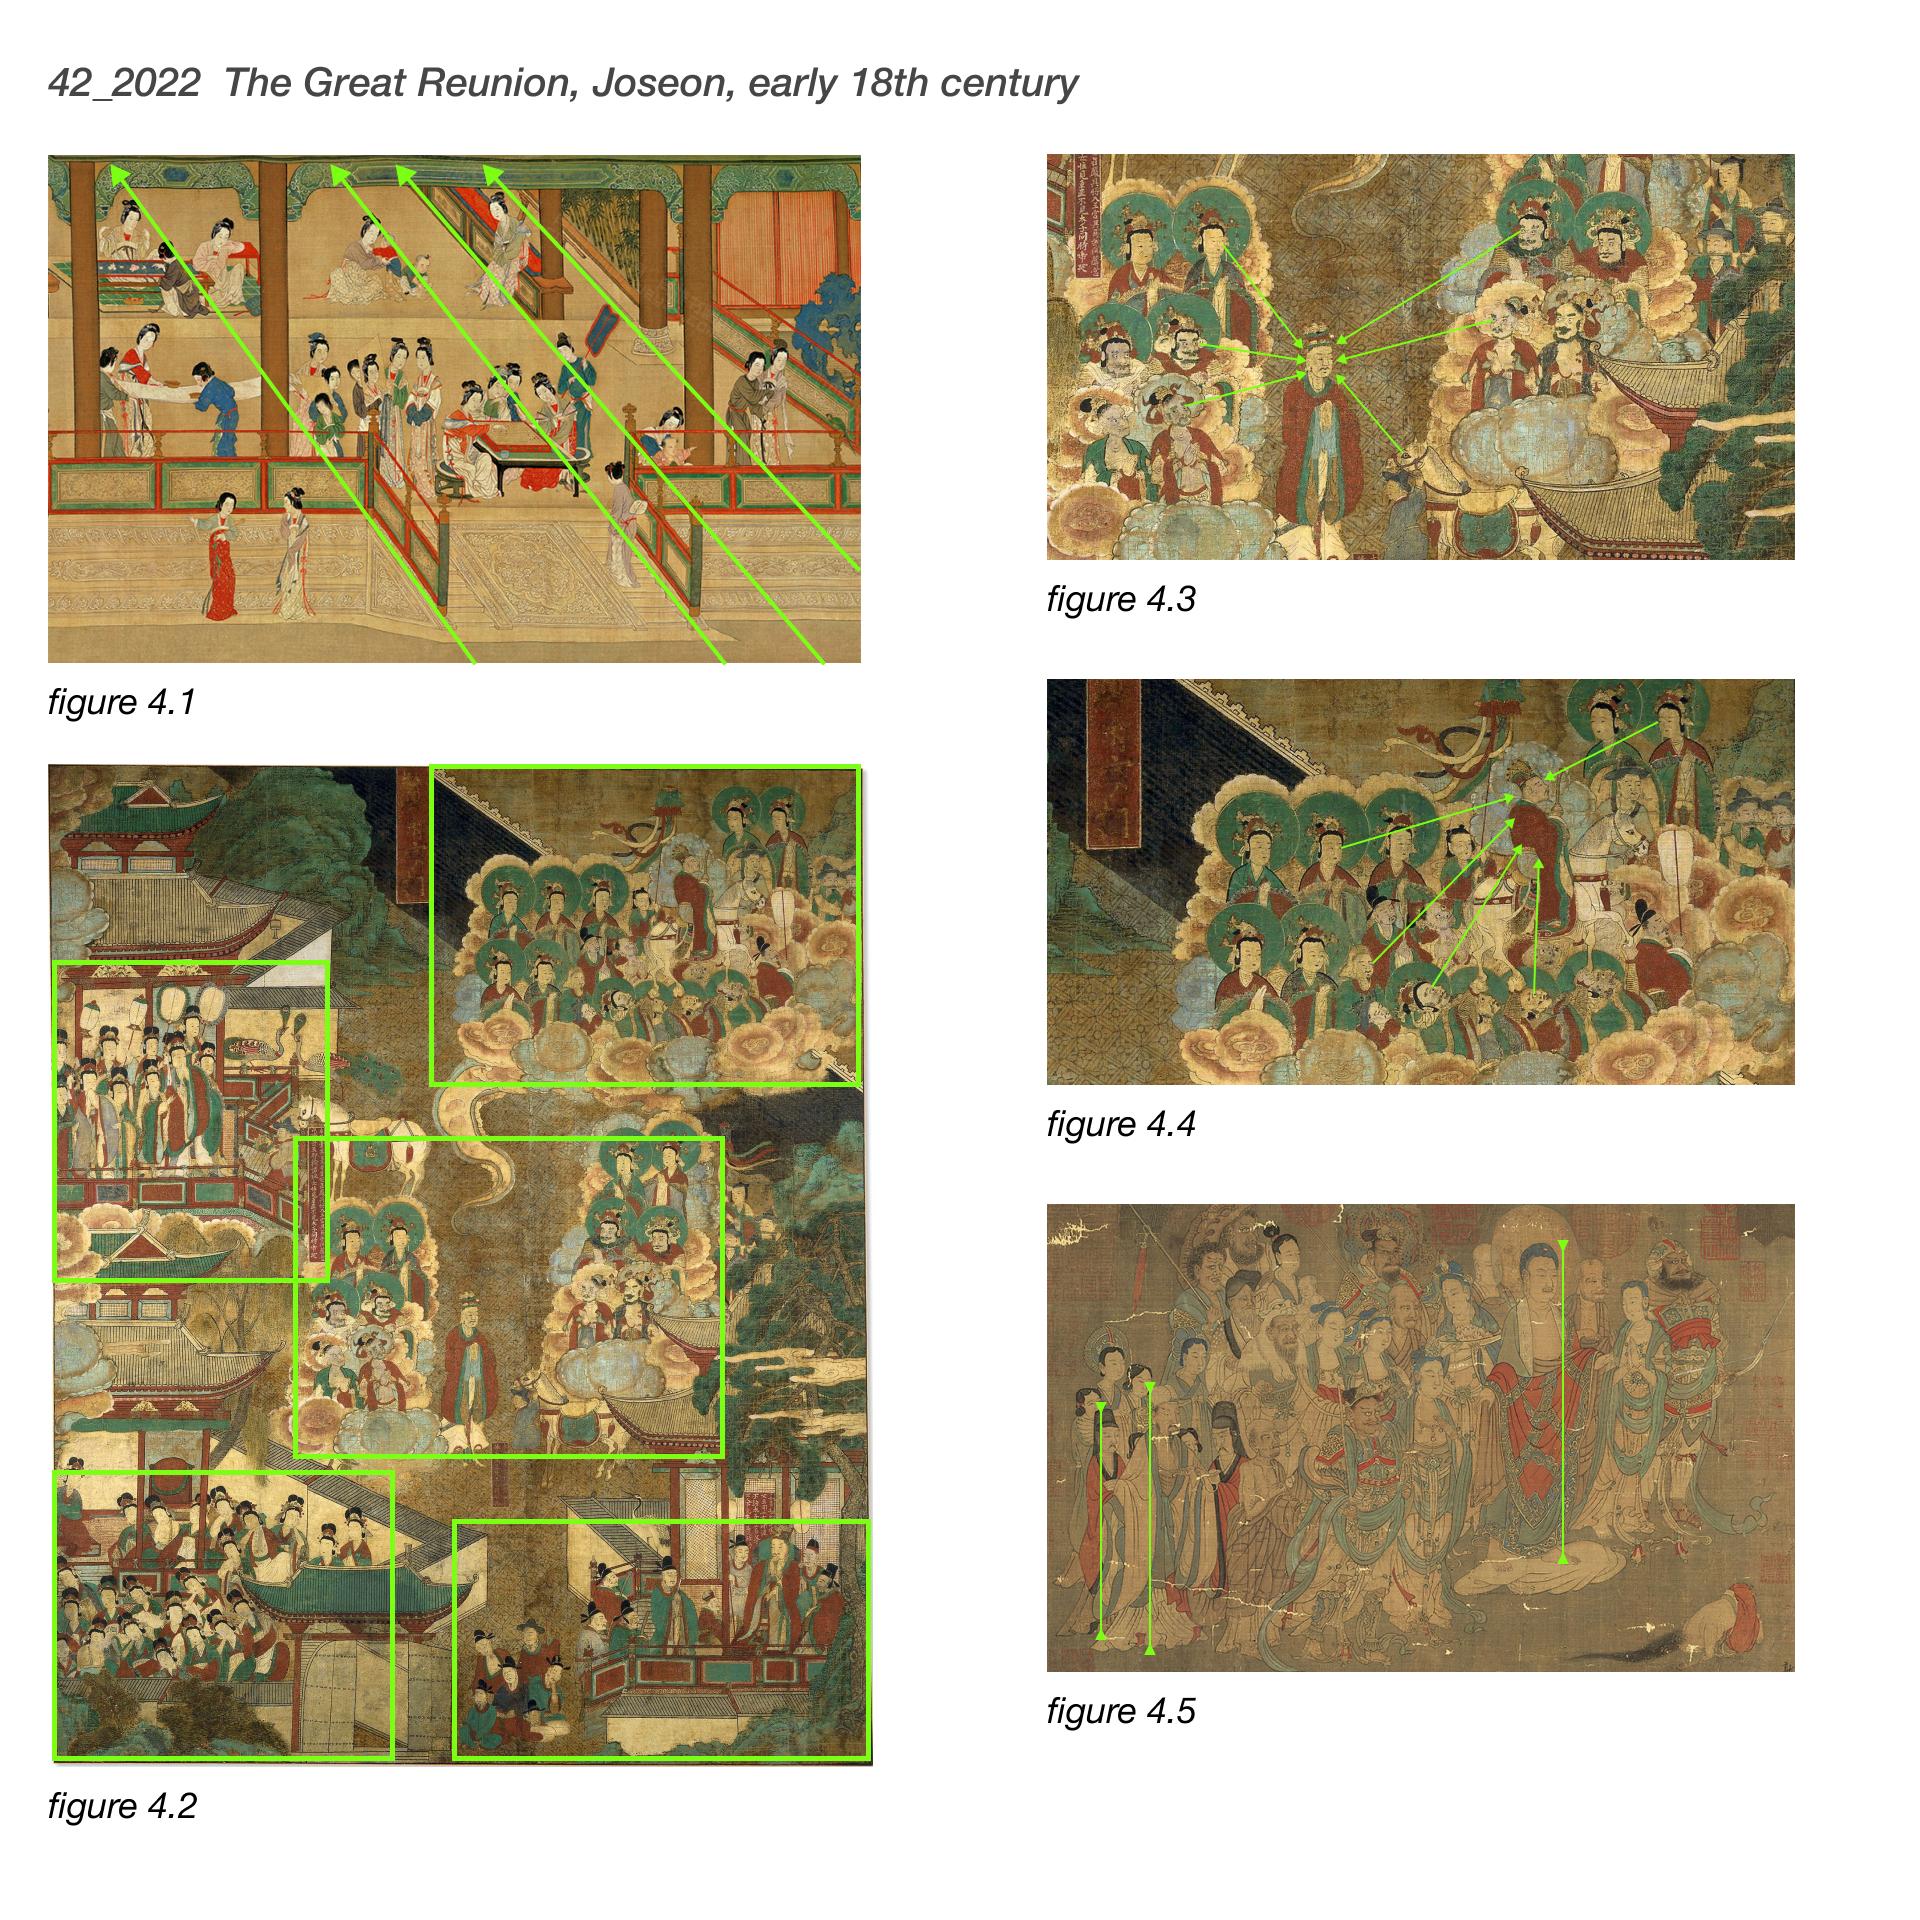 42_2022 The Great Reunion, Joseon, early 18th century
figure 4.1
figure 4.2
figure 4.3
figure 4.4
figure 4.5